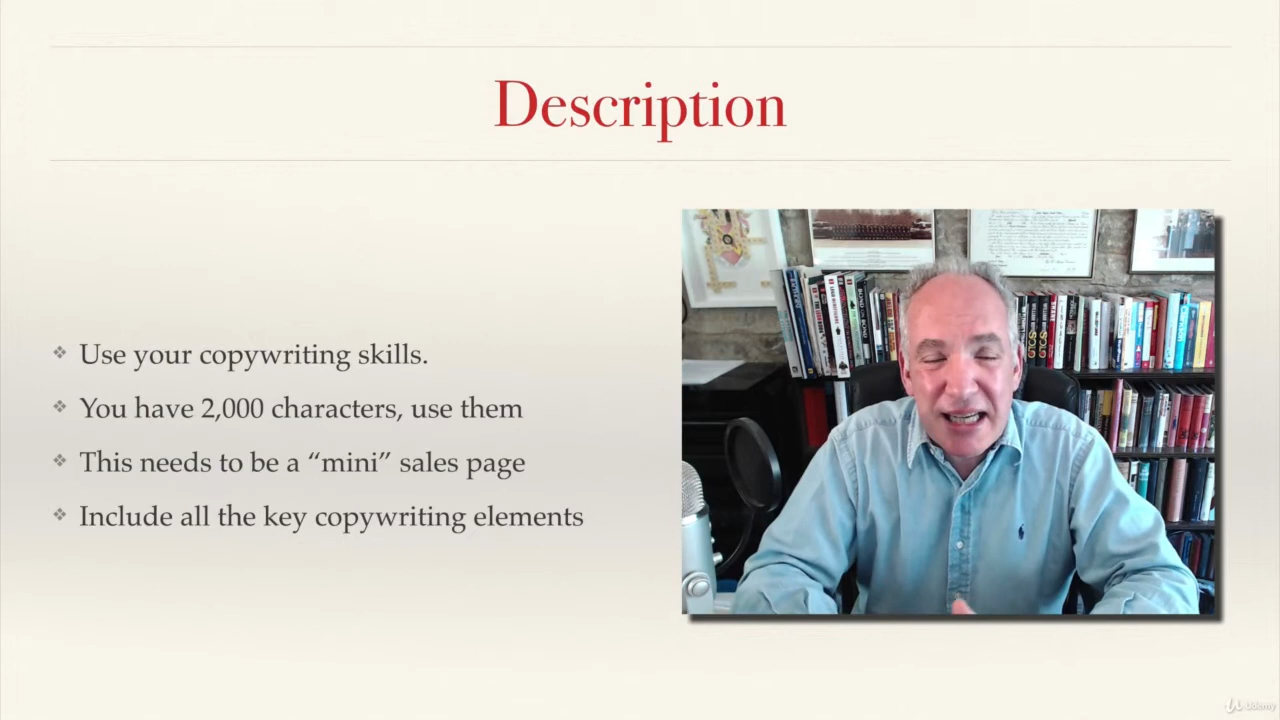 Description
Use your copywriting skills.
You have 2,000 characters, use them
This needs to be a “mini” sales page
Include all the key copywriting elements
Udemy